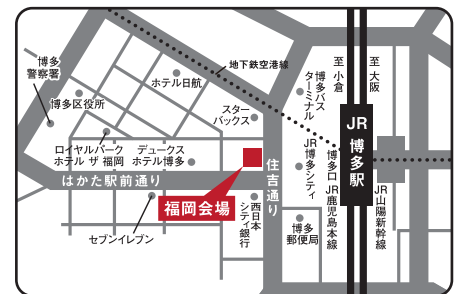 博多
警察署
博多区役所
ホテル日航
地下鉄空港線
至小倉
至大阪
博多バス
ターミナル
スター
バックス
JR
博多駅
ロイヤルパーク
ホテル ザ 福岡
デュークス
ホテル博多
住吉通り
JR
博多シティ
博多口
JR鹿児島本線
JR山陽新幹線
はかた駅前通り
福岡会場
西日本
シティ銀行
博多
郵便局
セブンイレブン